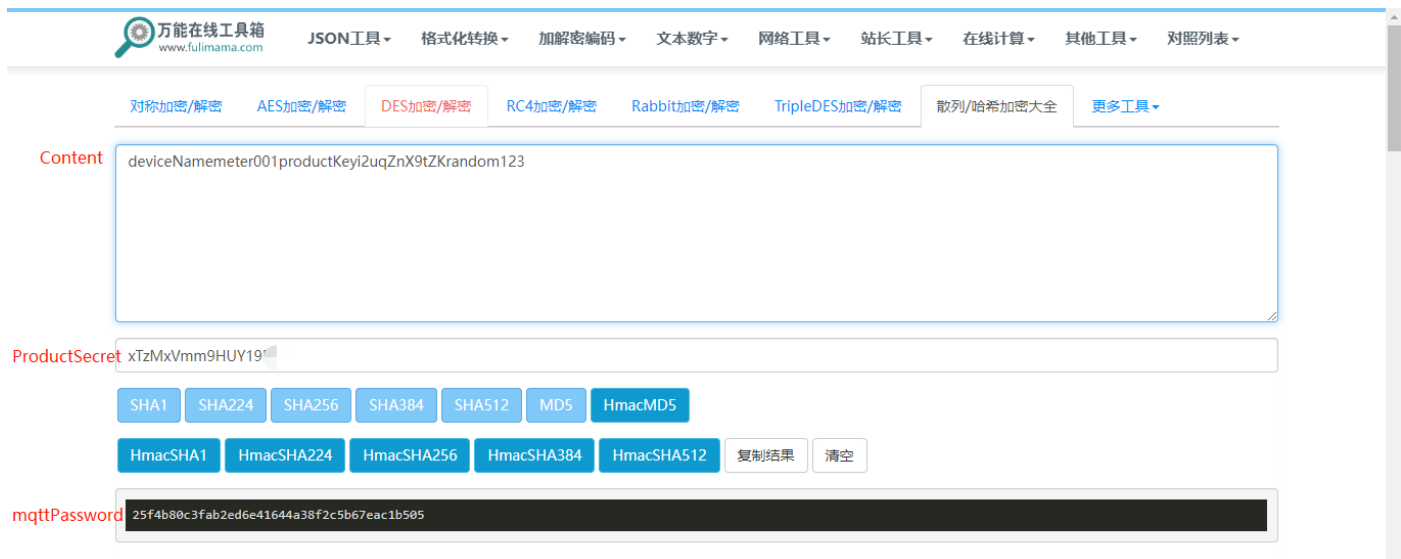 万能在线工具箱
www.fulimama.com
JSON工具 格式化转换 加解密编码 文本数字 网络工具 站长工具 在线计算 其他工具 对照列表
对称加密/解密 AES加密/解密 DES加密/解密 RC4加密/解密 Rabbit加密/解密 TripleDES加密/解密 散列/哈希加密大全 更多工具
Content deviceNamemeter001productKeyi2uqZnX9tZKrandom123
ProductSecret xTzMxVmm9HUY19
SHA1 SHA224 SHA256 SHA384 SHA512 MD5 HmacMD5
HmacSHA1 HmacSHA224 HmacSHA256 HmacSHA384 HmacSHA512 复制结果 清空
mqttPassword 25f4b80c3fab2ed6e41644a38f2c5b67eac1b505